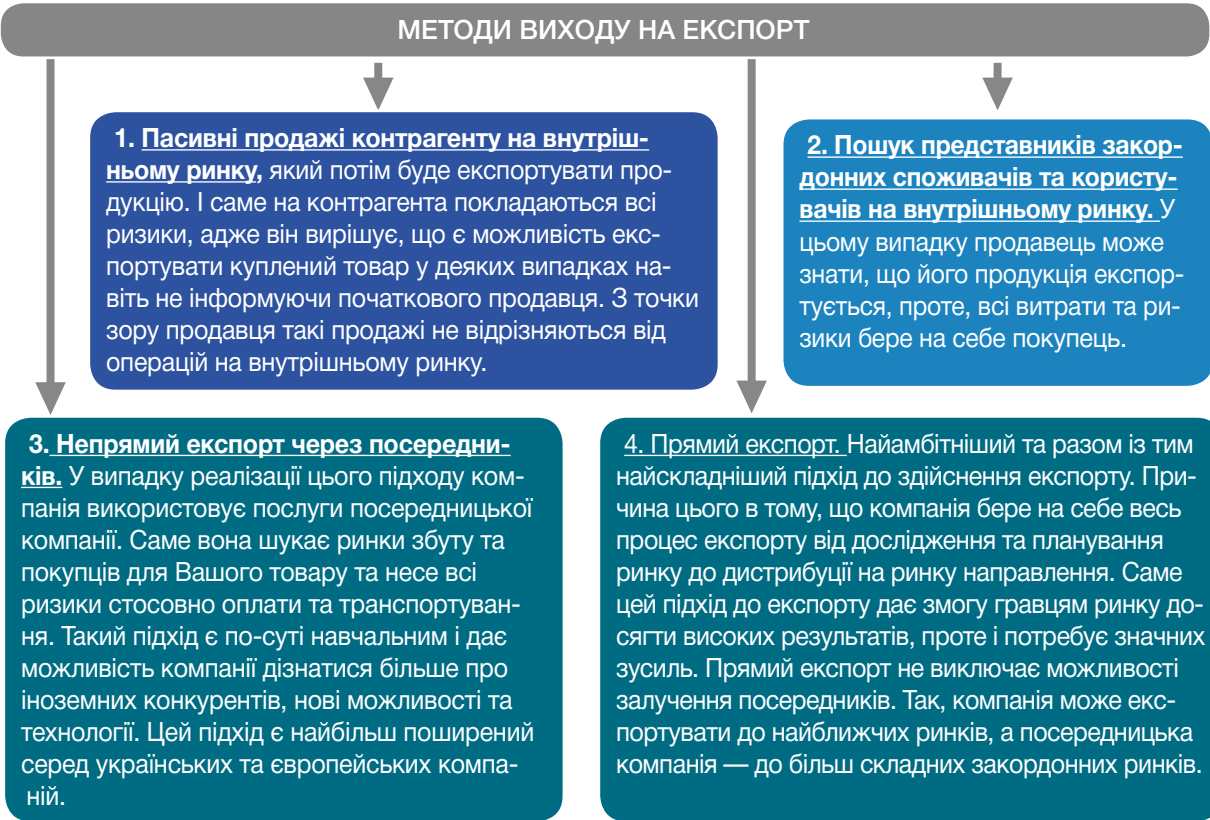 МЕТОДИ ВИХОДУ НА ЕКСПОРТ
1. Пасивні продажі контрагенту на внутріш-
ньому ринку, який потім буде експортувати про-
дукцію. І саме на контрагента покладаються всі
ризики, адже він вирішує, що є можливість екс-
портувати куплений товар у деяких випадках на-
віть не інформуючи початкового продавця. З точки
зору продавця такі продажі не відрізняються від
операцій на внутрішньому ринку.
2. Пошук представників закор-
донних споживачів та користу-
вачів на внутрішньому ринку. У
цьому випадку продавець може
знати, що його продукція експор-
тується, проте, всі витрати та ри-
зики бере на себе покупець.
3. Непрямий експорт через посередни-
ків. У випадку реалізації цього підходу ком-
панія використовує послуги посередницької
компанії. Саме вона шукає ринки збуту та
покупців для Вашого товару та несе всі
ризики стосовно оплати та транспортуван-
ня. Такий підхід є по-суті навчальним і дає
можливість компанії дізнатися більше про
іноземних конкурентів, нові можливості та
технології. Цей підхід є найбільш поширений
серед українських та європейських компа-
ній.
4. Прямий експорт. Найамбітніший та разом із тим
найскладніший підхід до здійснення експорту. При-
чина цього в тому, що компанія бере на себе весь
процес експорту від дослідження та планування
ринку до дистрибуції на ринку направлення. Саме
цей підхід до експорту дає змогу гравцям ринку до-
сягти високих результатів, проте і потребує значних
зусиль. Прямий експорт не виключає можливості
залучення посередників. Так, компанія може екс-
портувати до найближчих ринків, а посередницька
компанія — до більш складних закордонних ринків.